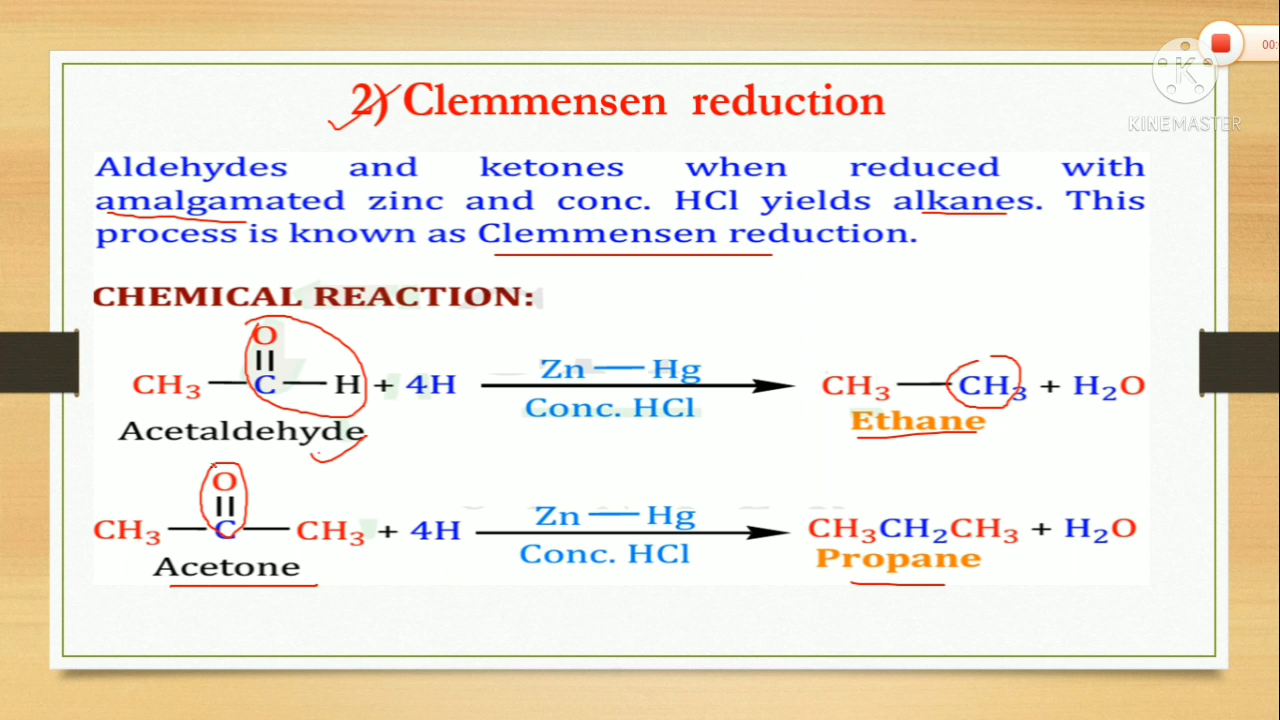 00:
KINEMASTER
2) Clemmensen reduction
Aldehydes and ketones when reduced with
amalgamated zinc and conc. HCl yields alkanes. This
process is known as Clemmensen reduction.
CHEMICAL REACTION:
O
CH₃ — C — H + 4H Zn — Hg CH₃ — CH₃ + H₂O
Conc. HCl
Acetaldehyde Ethane
O
CH₃ — C — CH₃ + 4H Zn — Hg CH₃CH₂CH₃ + H₂O
Conc. HCl
Acetone Propane